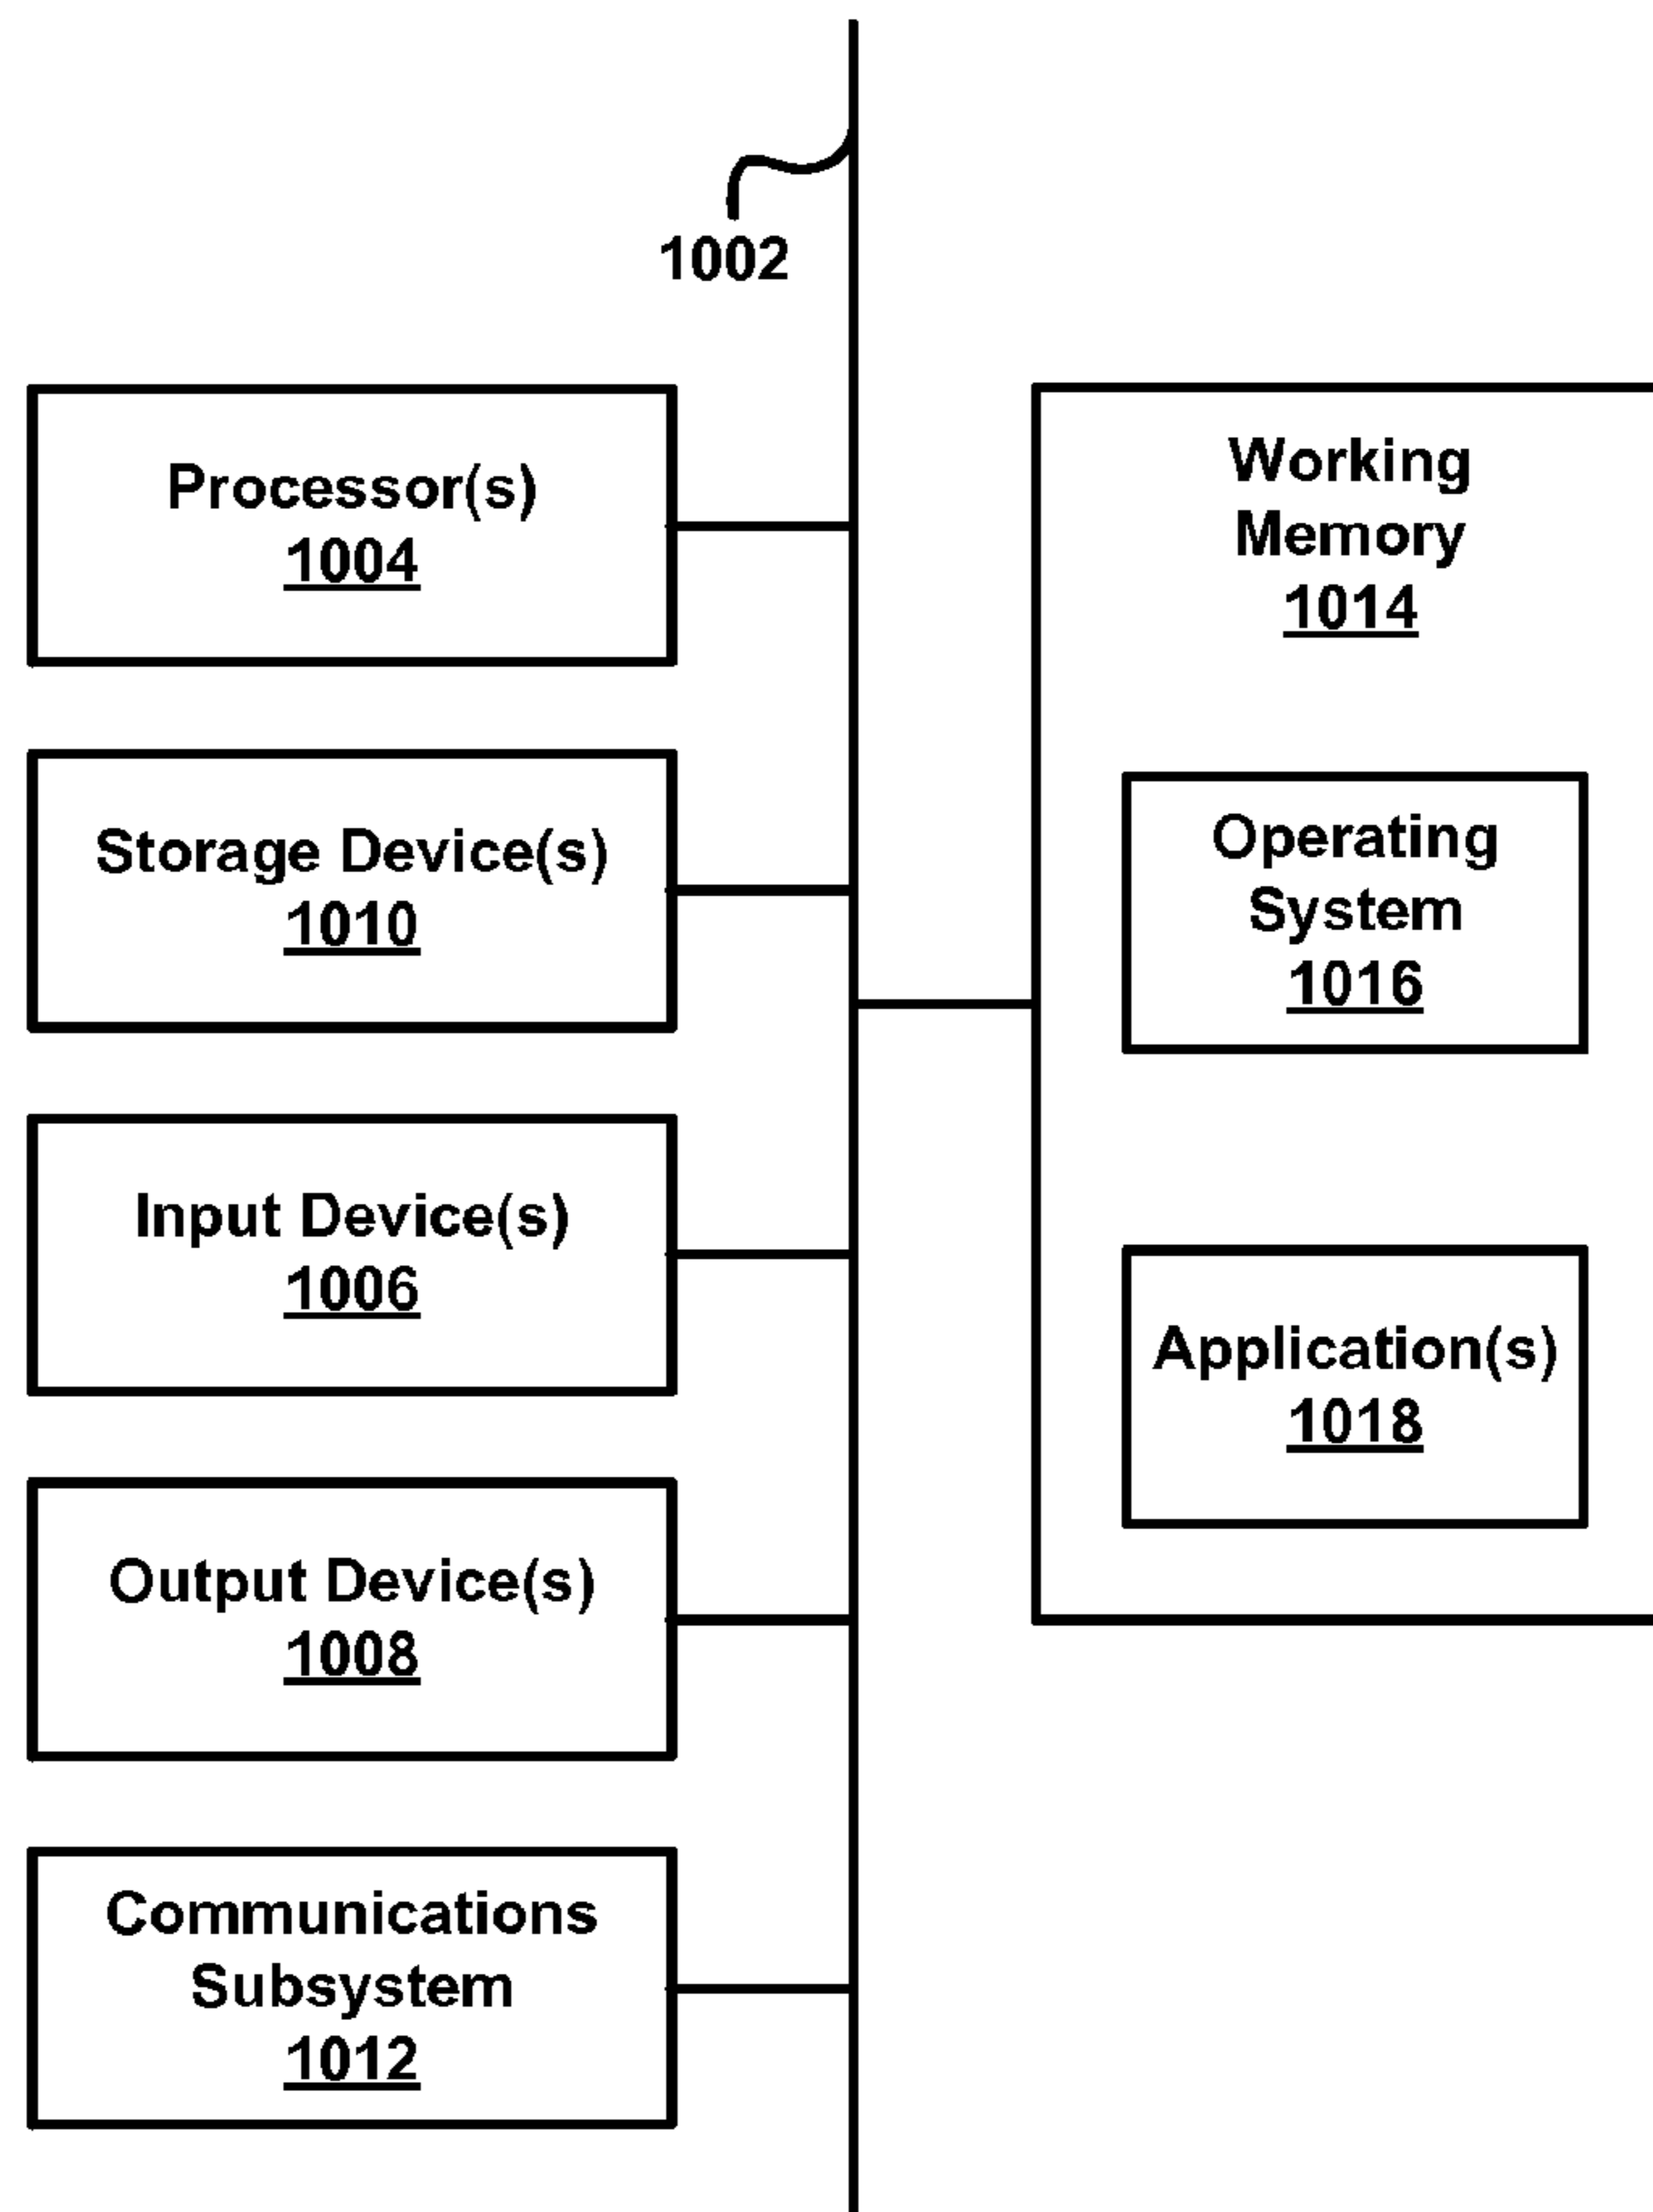 1002
Processor(s)
1004
Storage Device(s)
1010
Input Device(s)
1006
Output Device(s)
1008
Communications
Subsystem
1012
Working
Memory
1014
Operating
System
1016
Application(s)
1018